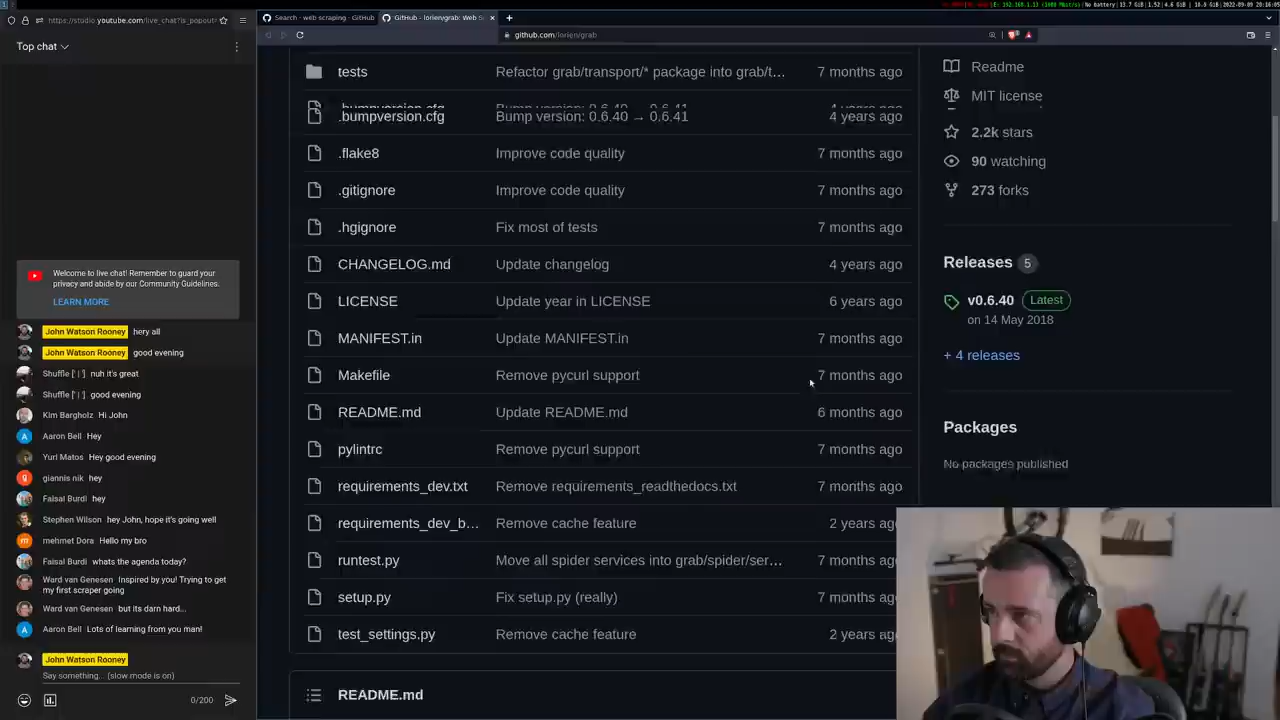 https://studio.youtube.com/live_chat?is_popout=
Top chat
Welcome to live chat! Remember to guard your
privacy and abide by our Community Guidelines.
LEARN MORE
John Watson Rooney hery all
John Watson Rooney good evening
Shuffle ['|'] nuh it's great
Shuffle ['|'] good evening
Kim Bargholz Hi John
Aaron Bell Hey
Yuri Matos Hey good evening
giannis nik hey
Faisal Burdi hey
Stephen Wilson hey John, hope it's going well
mehmet Dora Hello my bro
Faisal Burdi whats the agenda today?
Ward van Genesen Inspired by you! Trying to get
my first scraper going
Ward van Genesen but its darn hard...
Aaron Bell Lots of learning from you man!
John Watson Rooney
Say something... (slow mode is on)
0/200
Search · web scraping · GitHub
GitHub - lorien/grab: Web S
github.com/lorien/grab
tests Refactor grab/transport/* package into grab/t... 7 months ago
.bumpversion.cfg Bump version: 0.6.40 → 0.6.41 4 years ago
.flake8 Improve code quality 7 months ago
.gitignore Improve code quality 7 months ago
.hgignore Fix most of tests 7 months ago
CHANGELOG.md Update changelog 4 years ago
LICENSE Update year in LICENSE 6 years ago
MANIFEST.in Update MANIFEST.in 7 months ago
Makefile Remove pycurl support 7 months ago
README.md Update README.md 6 months ago
pylintrc Remove pycurl support 7 months ago
requirements_dev.txt Remove requirements_readthedocs.txt 7 months ago
requirements_dev_b... Remove cache feature 2 years
runtest.py Move all spider services into grab/spider/ser... 7 months
setup.py Fix setup.py (really) 7 months
test_settings.py Remove cache feature 2 years
README.md
Readme
MIT license
2.2k stars
90 watching
273 forks
Releases 5
v0.6.40 Latest
on 14 May 2018
+ 4 releases
Packages
No packages published